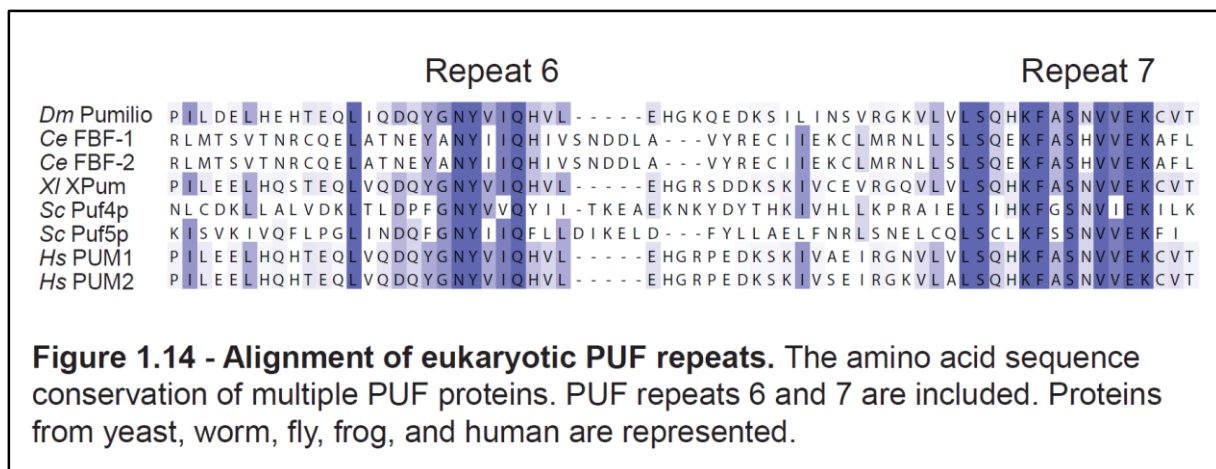 Repeat 6 Repeat 7
Dm Pumilio PILDELHEHTEQLIQDQYGNYVIQHVL-----EHGKQEDKSILINSVRGKVLVLSQHKFASNVVEKCVT
Ce FBF-1 RLMTSVTNRCQELATNEYANYIIQHIVSNDDLA---VYRECIIEKCLMRNLLSLSQEKFASHVVEKAFL
Ce FBF-2 RLMTSVTNRCQELATNEYANYIIQHIVSNDDLA---VYRECIIEKCLMRNLLSLSQEKFASHVVEKAFL
Xl XPum PILEELHQSTEQLVQDQYGNYVIQHVL-----EHGRSDDKSKIVCEVRGQVLVLSQHKFASNVVEKCVT
Sc Puf4p NLCDKLLALVDKLTLDPFGNYVVQYII-TKEAEKNKYDYTHKIVHLLKPRAIELSIHKFGSNVIEKILK
Sc Puf5p KISVKIVQFLPGLINDQFGNYIIQFLLDIKELD---FYLLAELFNRLSNELCQLSCLKFSSNVVEKFI
Hs PUM1 PILEELHQHTEQLVQDQYGNYVIQHVL-----EHGRPEDKSKIVAEIRGNVLVLSQHKFASNVVEKCVT
Hs PUM2 PILEELHQHTEQLVQDQYGNYVIQHVL-----EHGRPEDKSKIVSEIRGKVLALSQHKFASNVVEKCVT
Figure 1.14 - Alignment of eukaryotic PUF repeats. The amino acid sequence
conservation of multiple PUF proteins. PUF repeats 6 and 7 are included. Proteins
from yeast, worm, fly, frog, and human are represented.